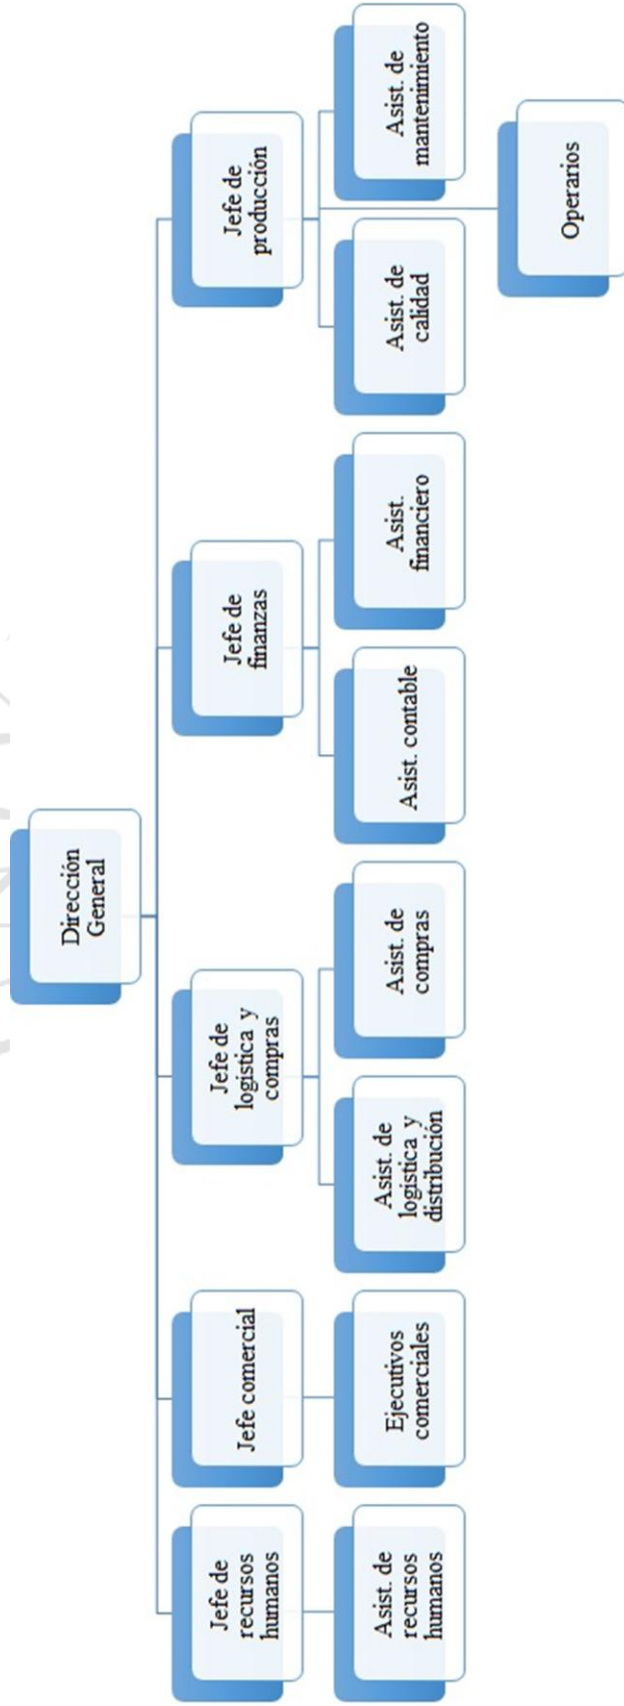 Dirección
General
Jefe de
recursos
humanos
Jefe comercial
Jefe de
logística y
compras
Jefe de
finanzas
Jefe de
producción
Asist. de
recursos
humanos
Ejecutivos
comerciales
Asist. de
logística y
distribución
Asist. de
compras
Asist. contable
Asist.
financiero
Asist. de
calidad
Asist. de
mantenimiento
Operarios